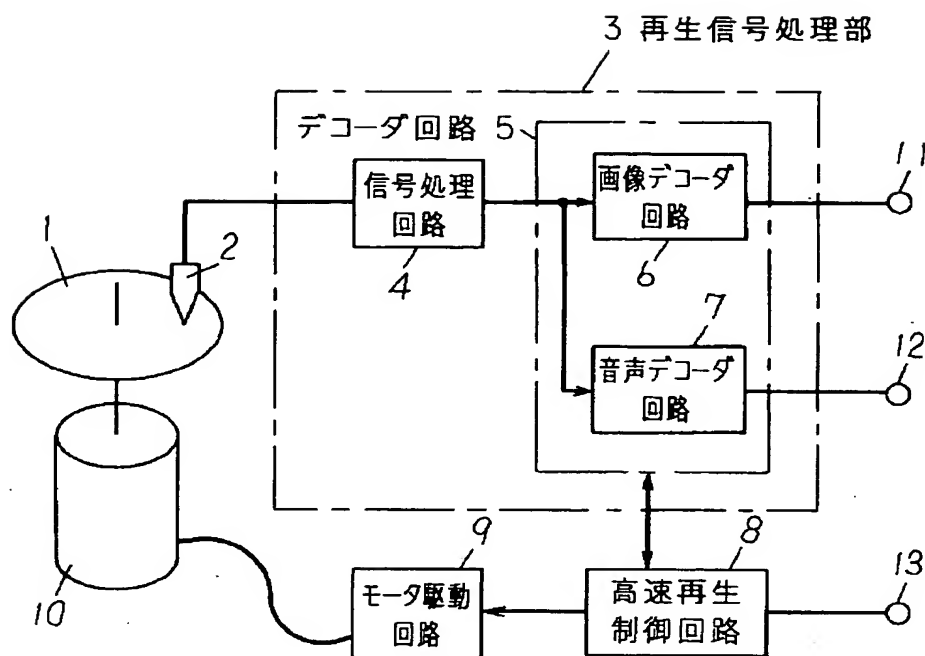 3 再生信号処理部
デコーダ回路 5
信号処理
回路
4
画像デコーダ
回路
6
11
1
2
7
音声デコーダ
回路
12
10
9
モータ駆動
回路
8
高速再生
制御回路
13